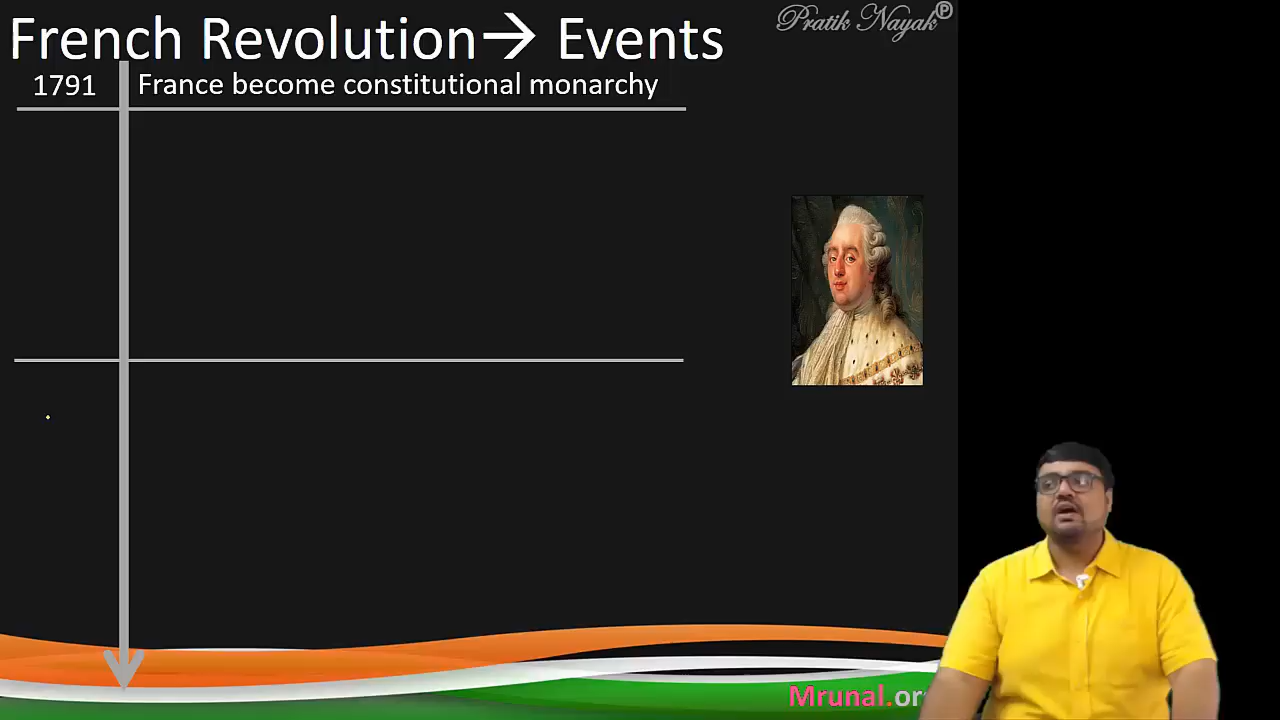 French Revolution→ Events
Pratik Nayak℗
1791 France become constitutional monarchy
Mrunal.or